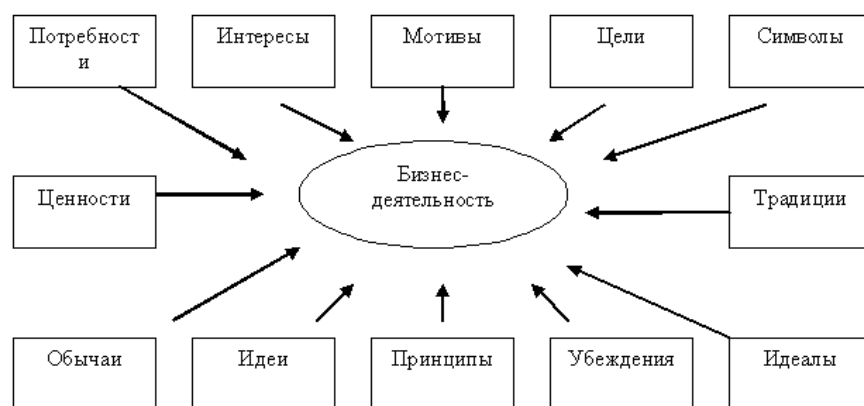 Потребност
и
Интересы
Мотивы
Цели
Символы
Бизнес-
деятельность
Ценности
Традиции
Обычаи
Идеи
Принципы
Убеждения
Идеалы